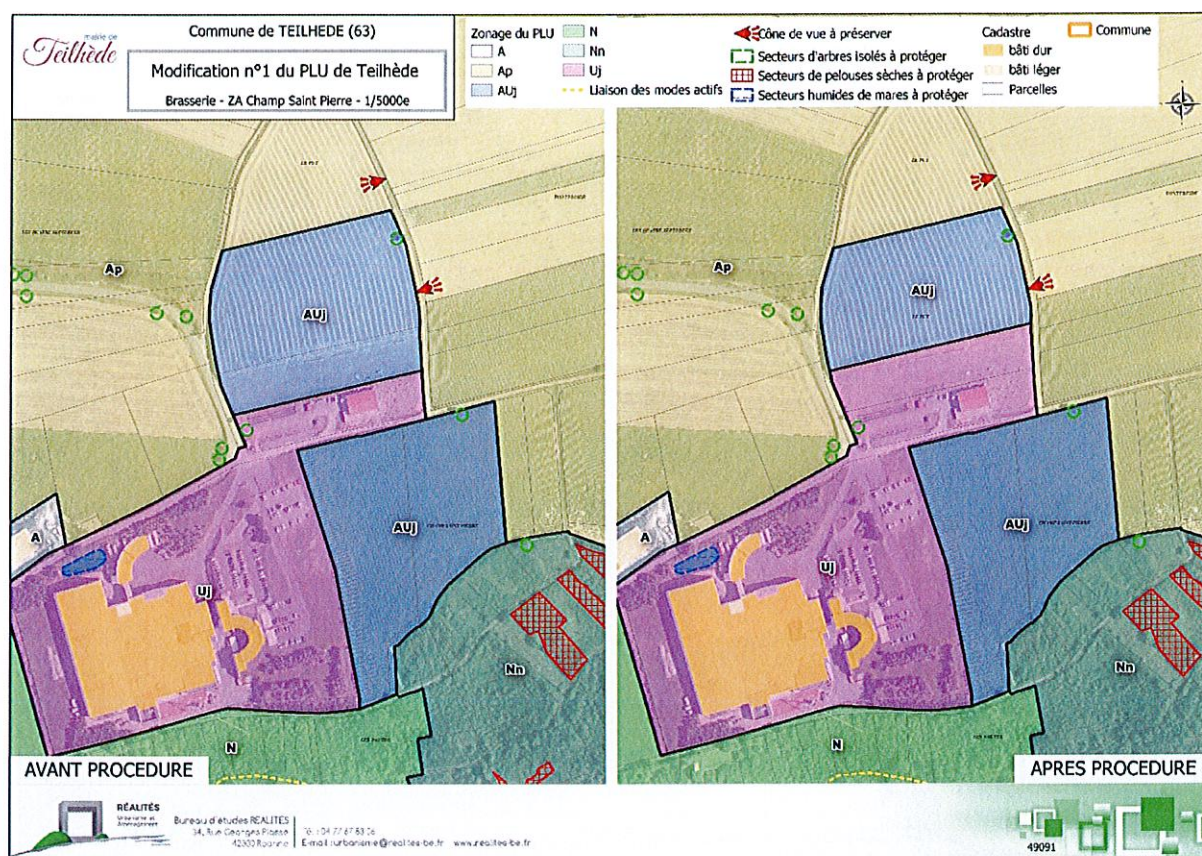 mairie de
Teilhède
Commune de TEILHEDE (63)
Modification n°1 du PLU de Teilhède
Brasserie - ZA Champ Saint Pierre - 1/5000e
Zonage du PLU
A
Ap
AUj
N
Nn
Uj
Liaison des modes actifs
Cône de vue à préserver
Secteurs d'arbres isolés à protéger
Secteurs de pelouses sèches à protéger
Secteurs humides de mares à protéger
Cadastre
bâti dur
bâti léger
Parcelles
Commune
Ap
AUj
AUj
A
Uj
Nn
N
AVANT PROCEDURE
Ap
AUj
AUj
A
Uj
Nn
N
APRES PROCEDURE
RÉALITÉS
Urbanisme et
Aménagement
Bureau d'études REALITES
34, Rue Georges Plasse
42300 Roanne
Tél. : 04 77 67 83 06
E-mail : urbanisme@realites-be.fr www.realites-be.fr
49091